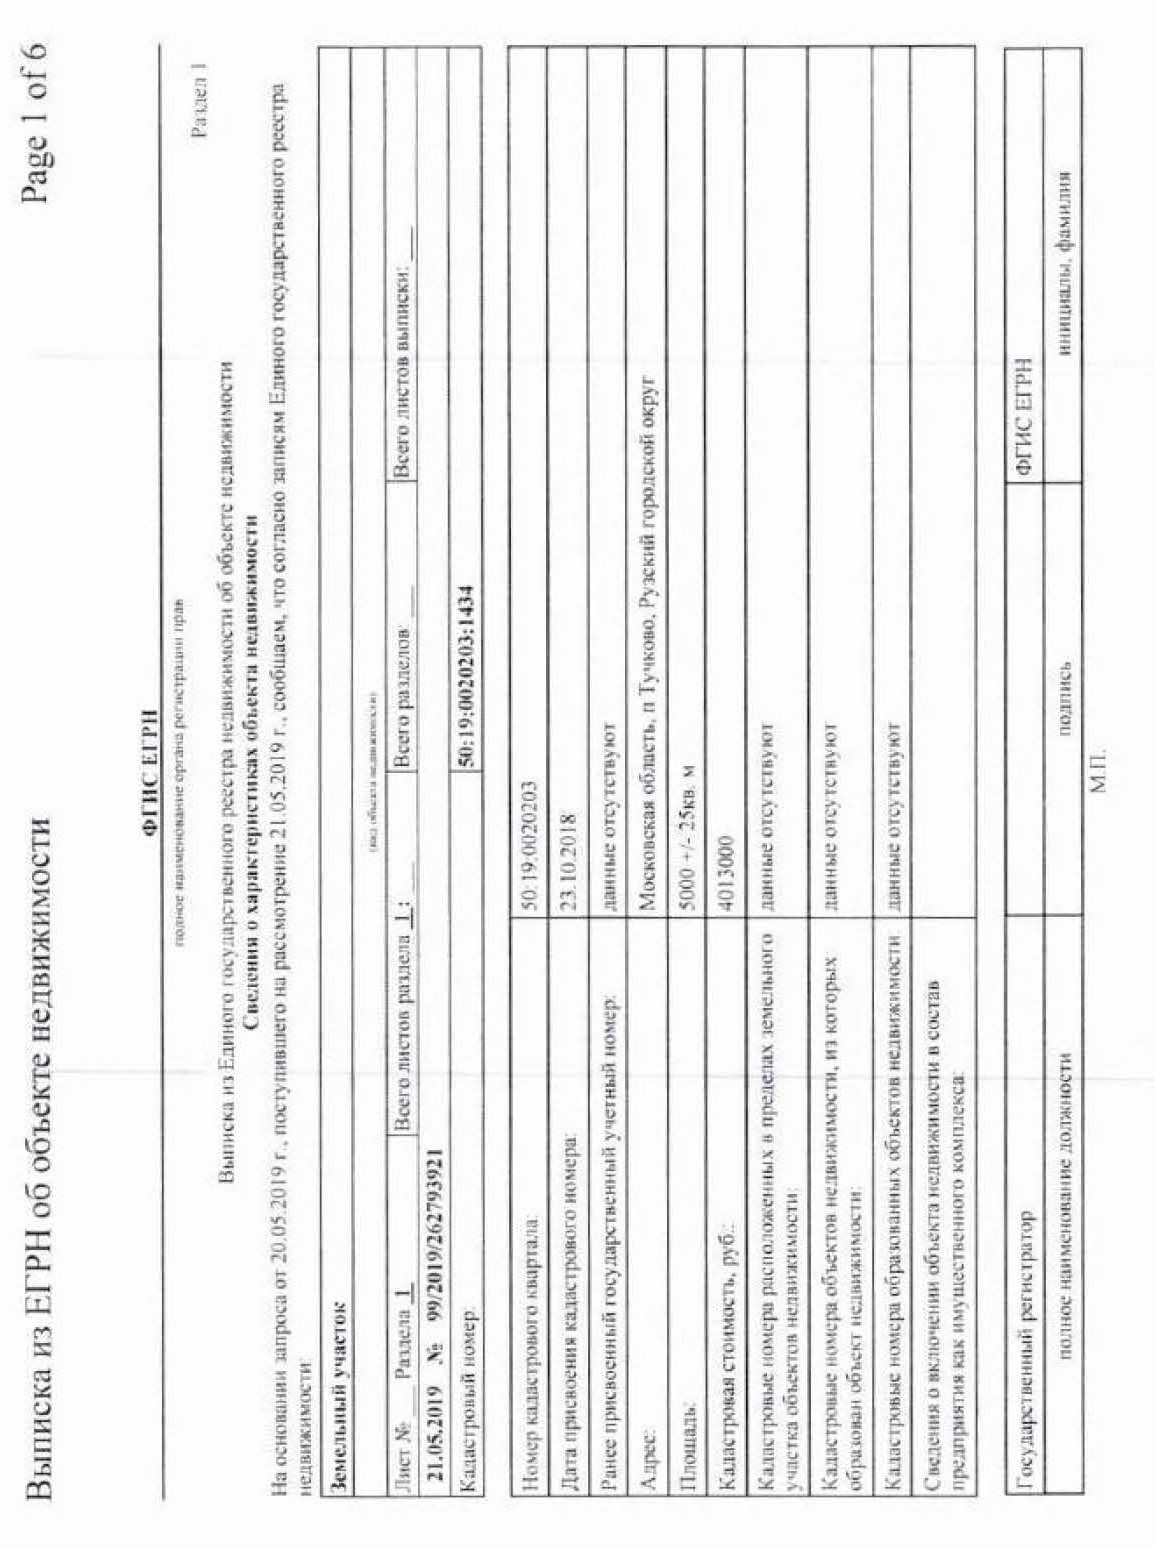 Выписка из ЕГРН об объекте недвижимости Page 1 of 6
ФГИС ЕГРН
полное наименование органа регистрации прав
Раздел 1
Выписка из Единого государственного реестра недвижимости об объекте недвижимости
Сведения о характеристиках объекта недвижимости
На основании запроса от 20.05.2019 г., поступившего на рассмотрение 21.05.2019 г., сообщаем, что согласно записям Единого государственного реестра
недвижимости:
Земельный участок
(вид объекта недвижимости)
Лист № ___ Раздела 1 Всего листов раздела 1 : ___ Всего разделов: ___ Всего листов выписки: ___
21.05.2019 № 99/2019/262793921
Кадастровый номер: 50:19:0020203:1434
Номер кадастрового квартала: 50:19:0020203
Дата присвоения кадастрового номера: 23.10.2018
Ранее присвоенный государственный учетный номер: данные отсутствуют
Адрес: Московская область, п Тучково, Рузский городской округ
Площадь: 5000 +/- 25кв. м
Кадастровая стоимость, руб.: 4013000
Кадастровые номера расположенных в пределах земельного
участка объектов недвижимости: данные отсутствуют
Кадастровые номера объектов недвижимости, из которых
образован объект недвижимости: данные отсутствуют
Кадастровые номера образованных объектов недвижимости: данные отсутствуют
Сведения о включении объекта недвижимости в состав
предприятия как имущественного комплекса:
Государственный регистратор ФГИС ЕГРН
полное наименование должности подпись инициалы, фамилия
М.П.